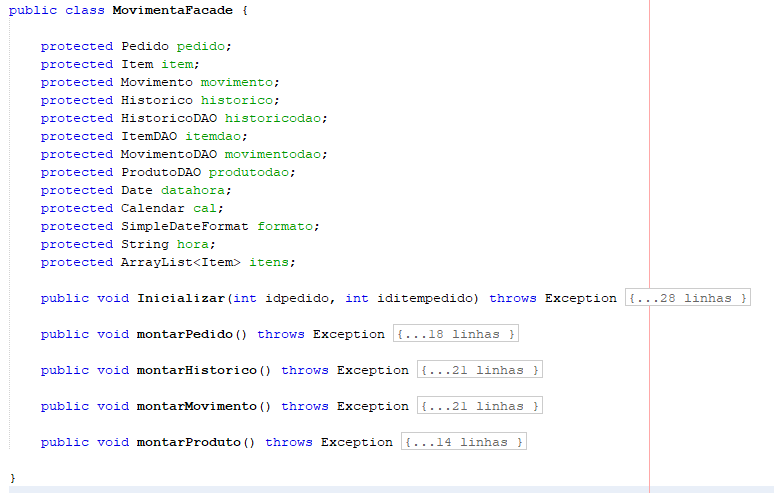 public class MovimentaFacade {
protected Pedido pedido;
protected Item item;
protected Movimento movimento;
protected Historico historico;
protected HistoricoDAO historicodao;
protected ItemDAO itemdao;
protected MovimentoDAO movimentodao;
protected ProdutoDAO produtodao;
protected Date datahora;
protected Calendar cal;
protected SimpleDateFormat formato;
protected String hora;
protected ArrayList<Item> itens;
public void Inicializar(int idpedido, int iditempedido) throws Exception {...28 linhas }
public void montarPedido() throws Exception {...18 linhas }
public void montarHistorico() throws Exception {...21 linhas }
public void montarMovimento() throws Exception {...21 linhas }
public void montarProduto() throws Exception {...14 linhas }
}